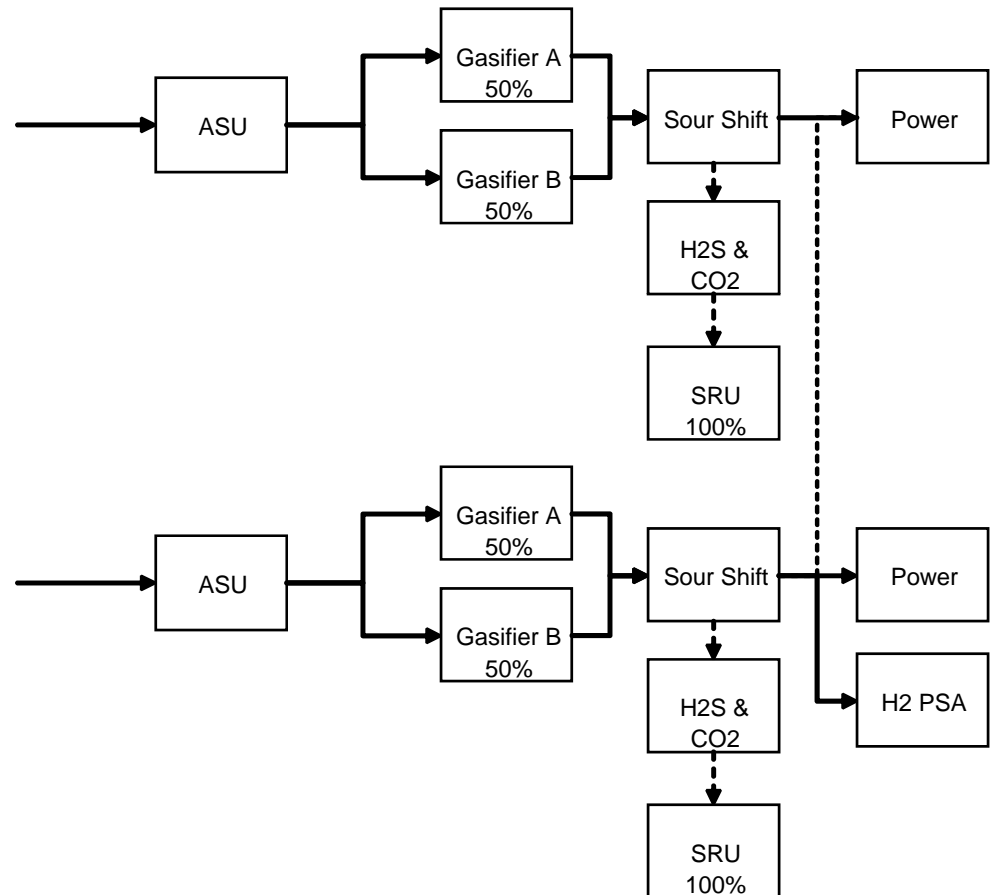 Gasifier A
50%
ASU
Sour Shift
Power
Gasifier B
50%
H2S &
CO2
SRU
100%
Gasifier A
50%
ASU
Sour Shift
Power
Gasifier B
50%
H2S &
CO2
H2 PSA
SRU
100%